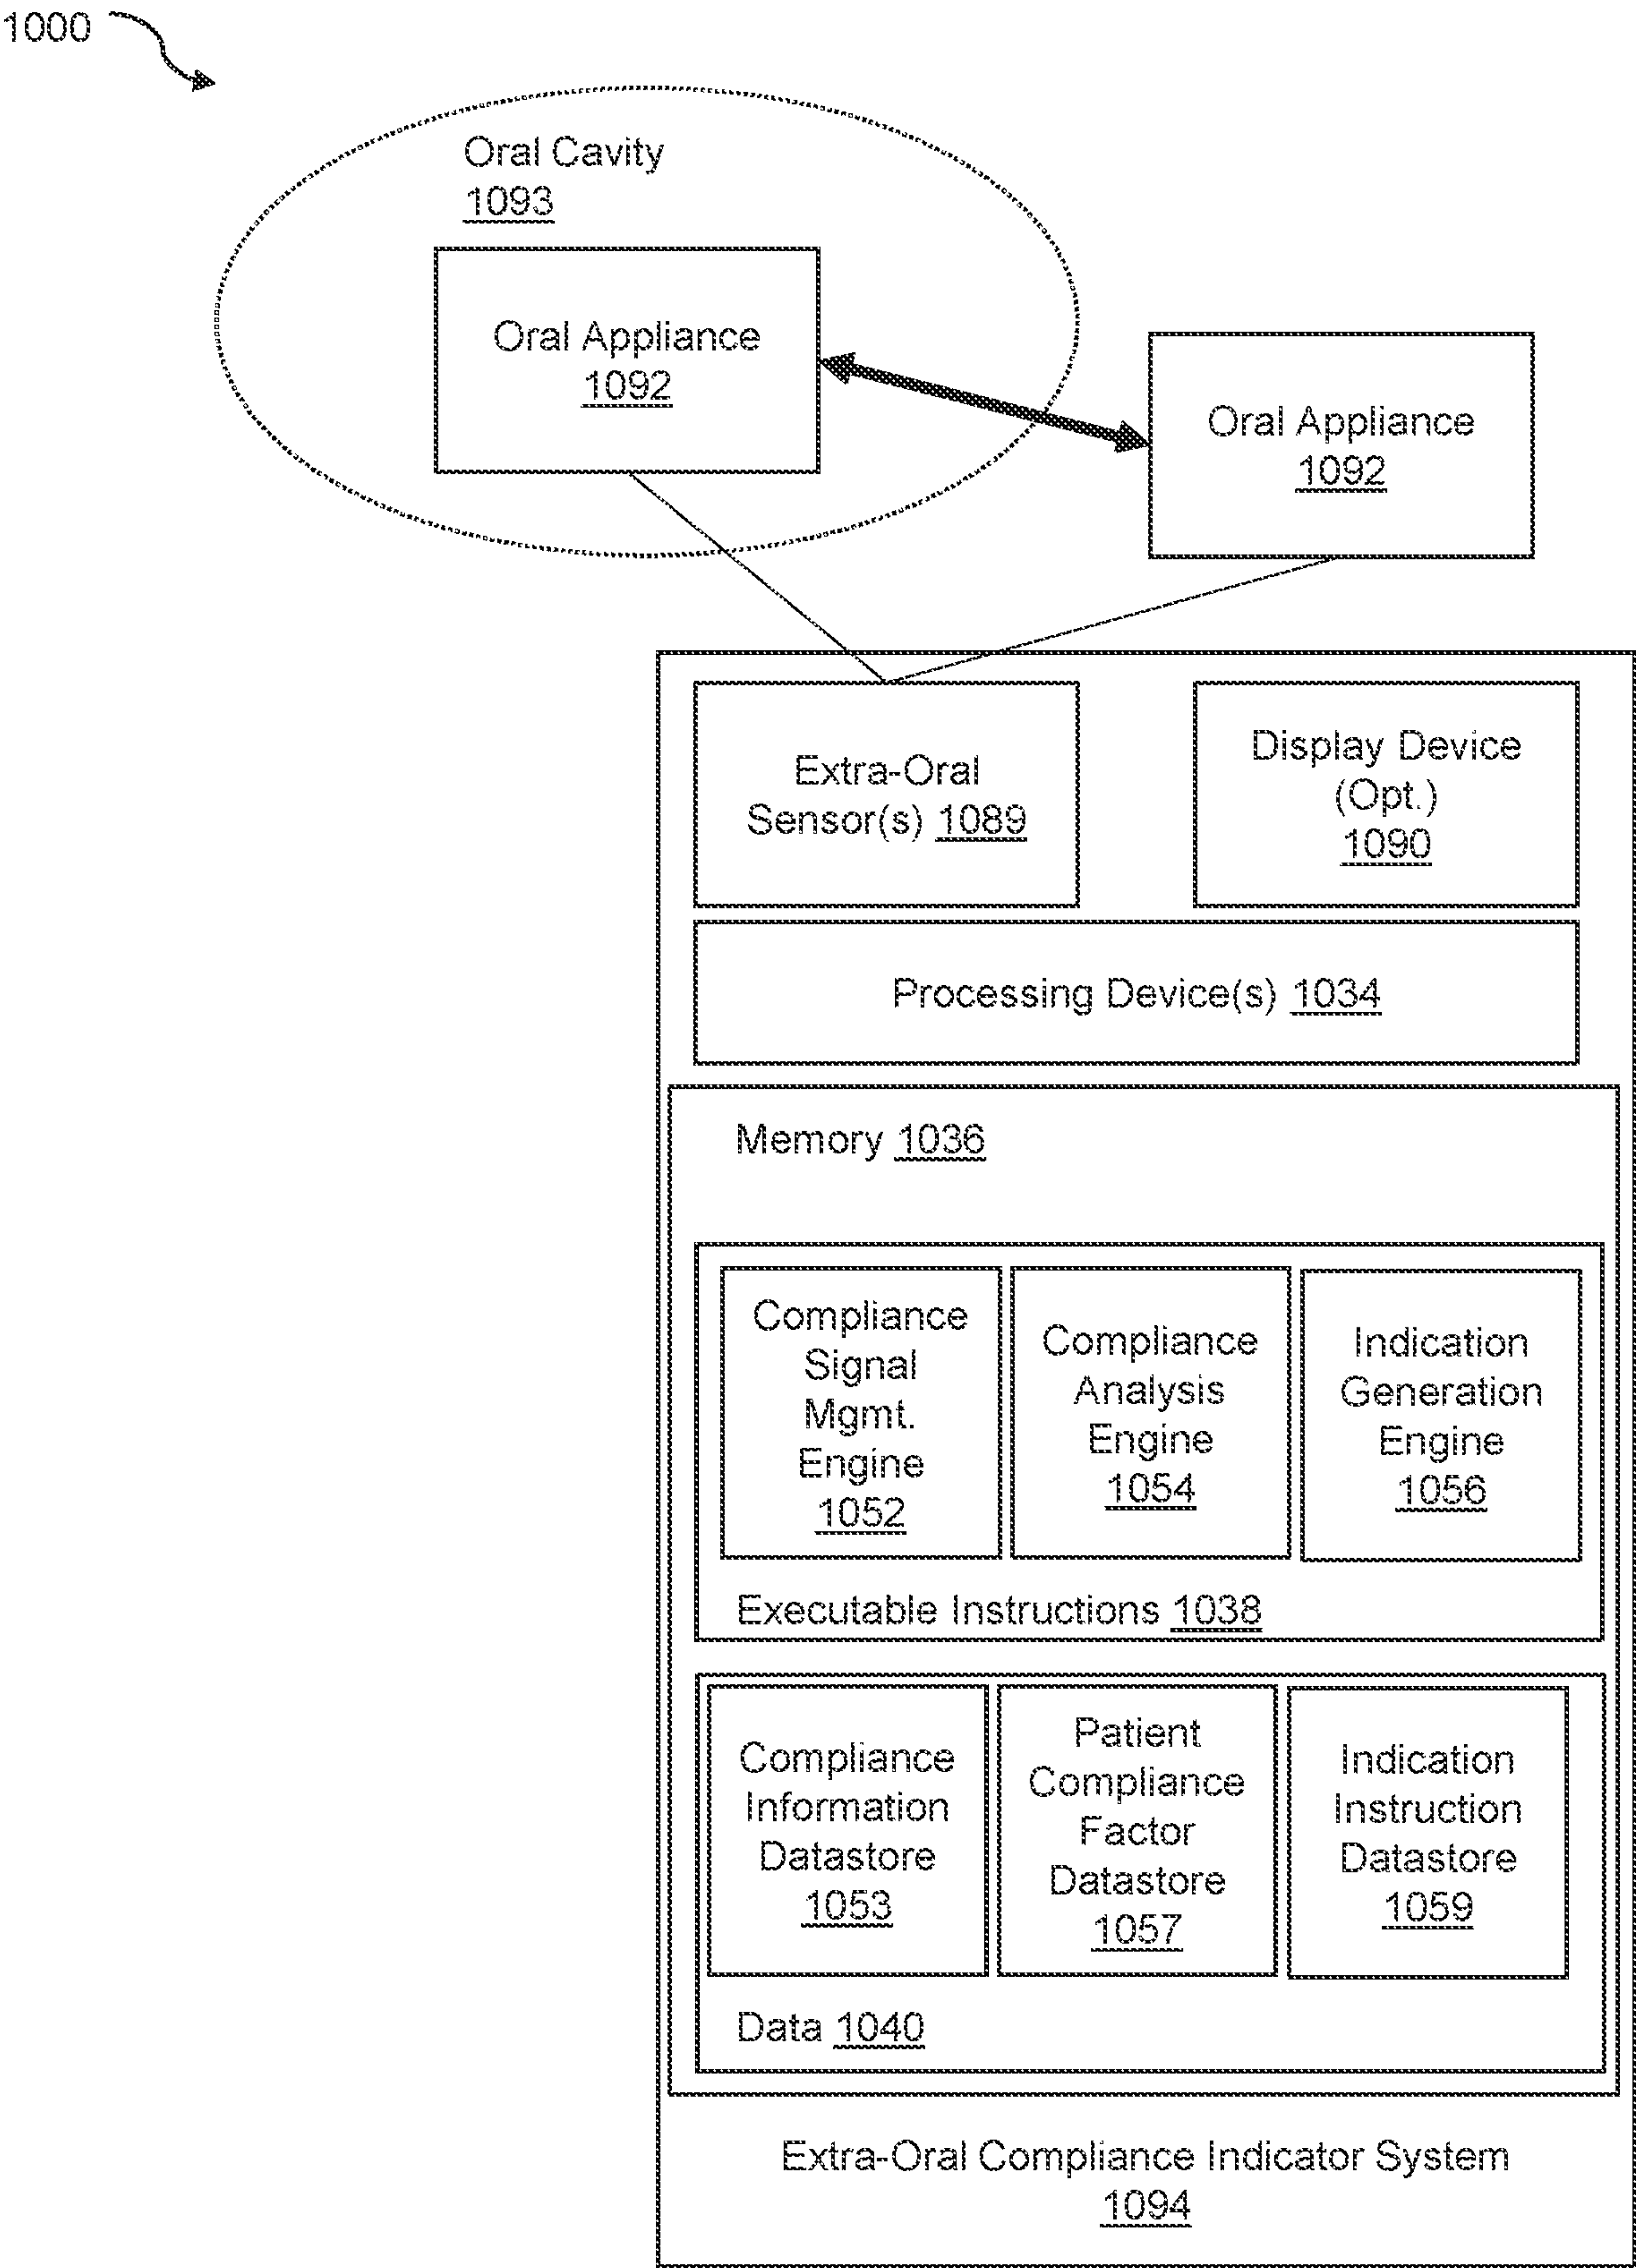 1000
Oral Cavity
1093
Oral Appliance
1092
Oral Appliance
1092
Extra-Oral
Sensor(s) 1089
Display Device
(Opt.)
1090
Processing Device(s) 1034
Memory 1036
Compliance
Signal
Mgmt.
Engine
1052
Compliance
Analysis
Engine
1054
Indication
Generation
Engine
1056
Executable Instructions 1038
Compliance
Information
Datastore
1053
Patient
Compliance
Factor
Datastore
1057
Indication
Instruction
Datastore
1059
Data 1040
Extra-Oral Compliance Indicator System
1094